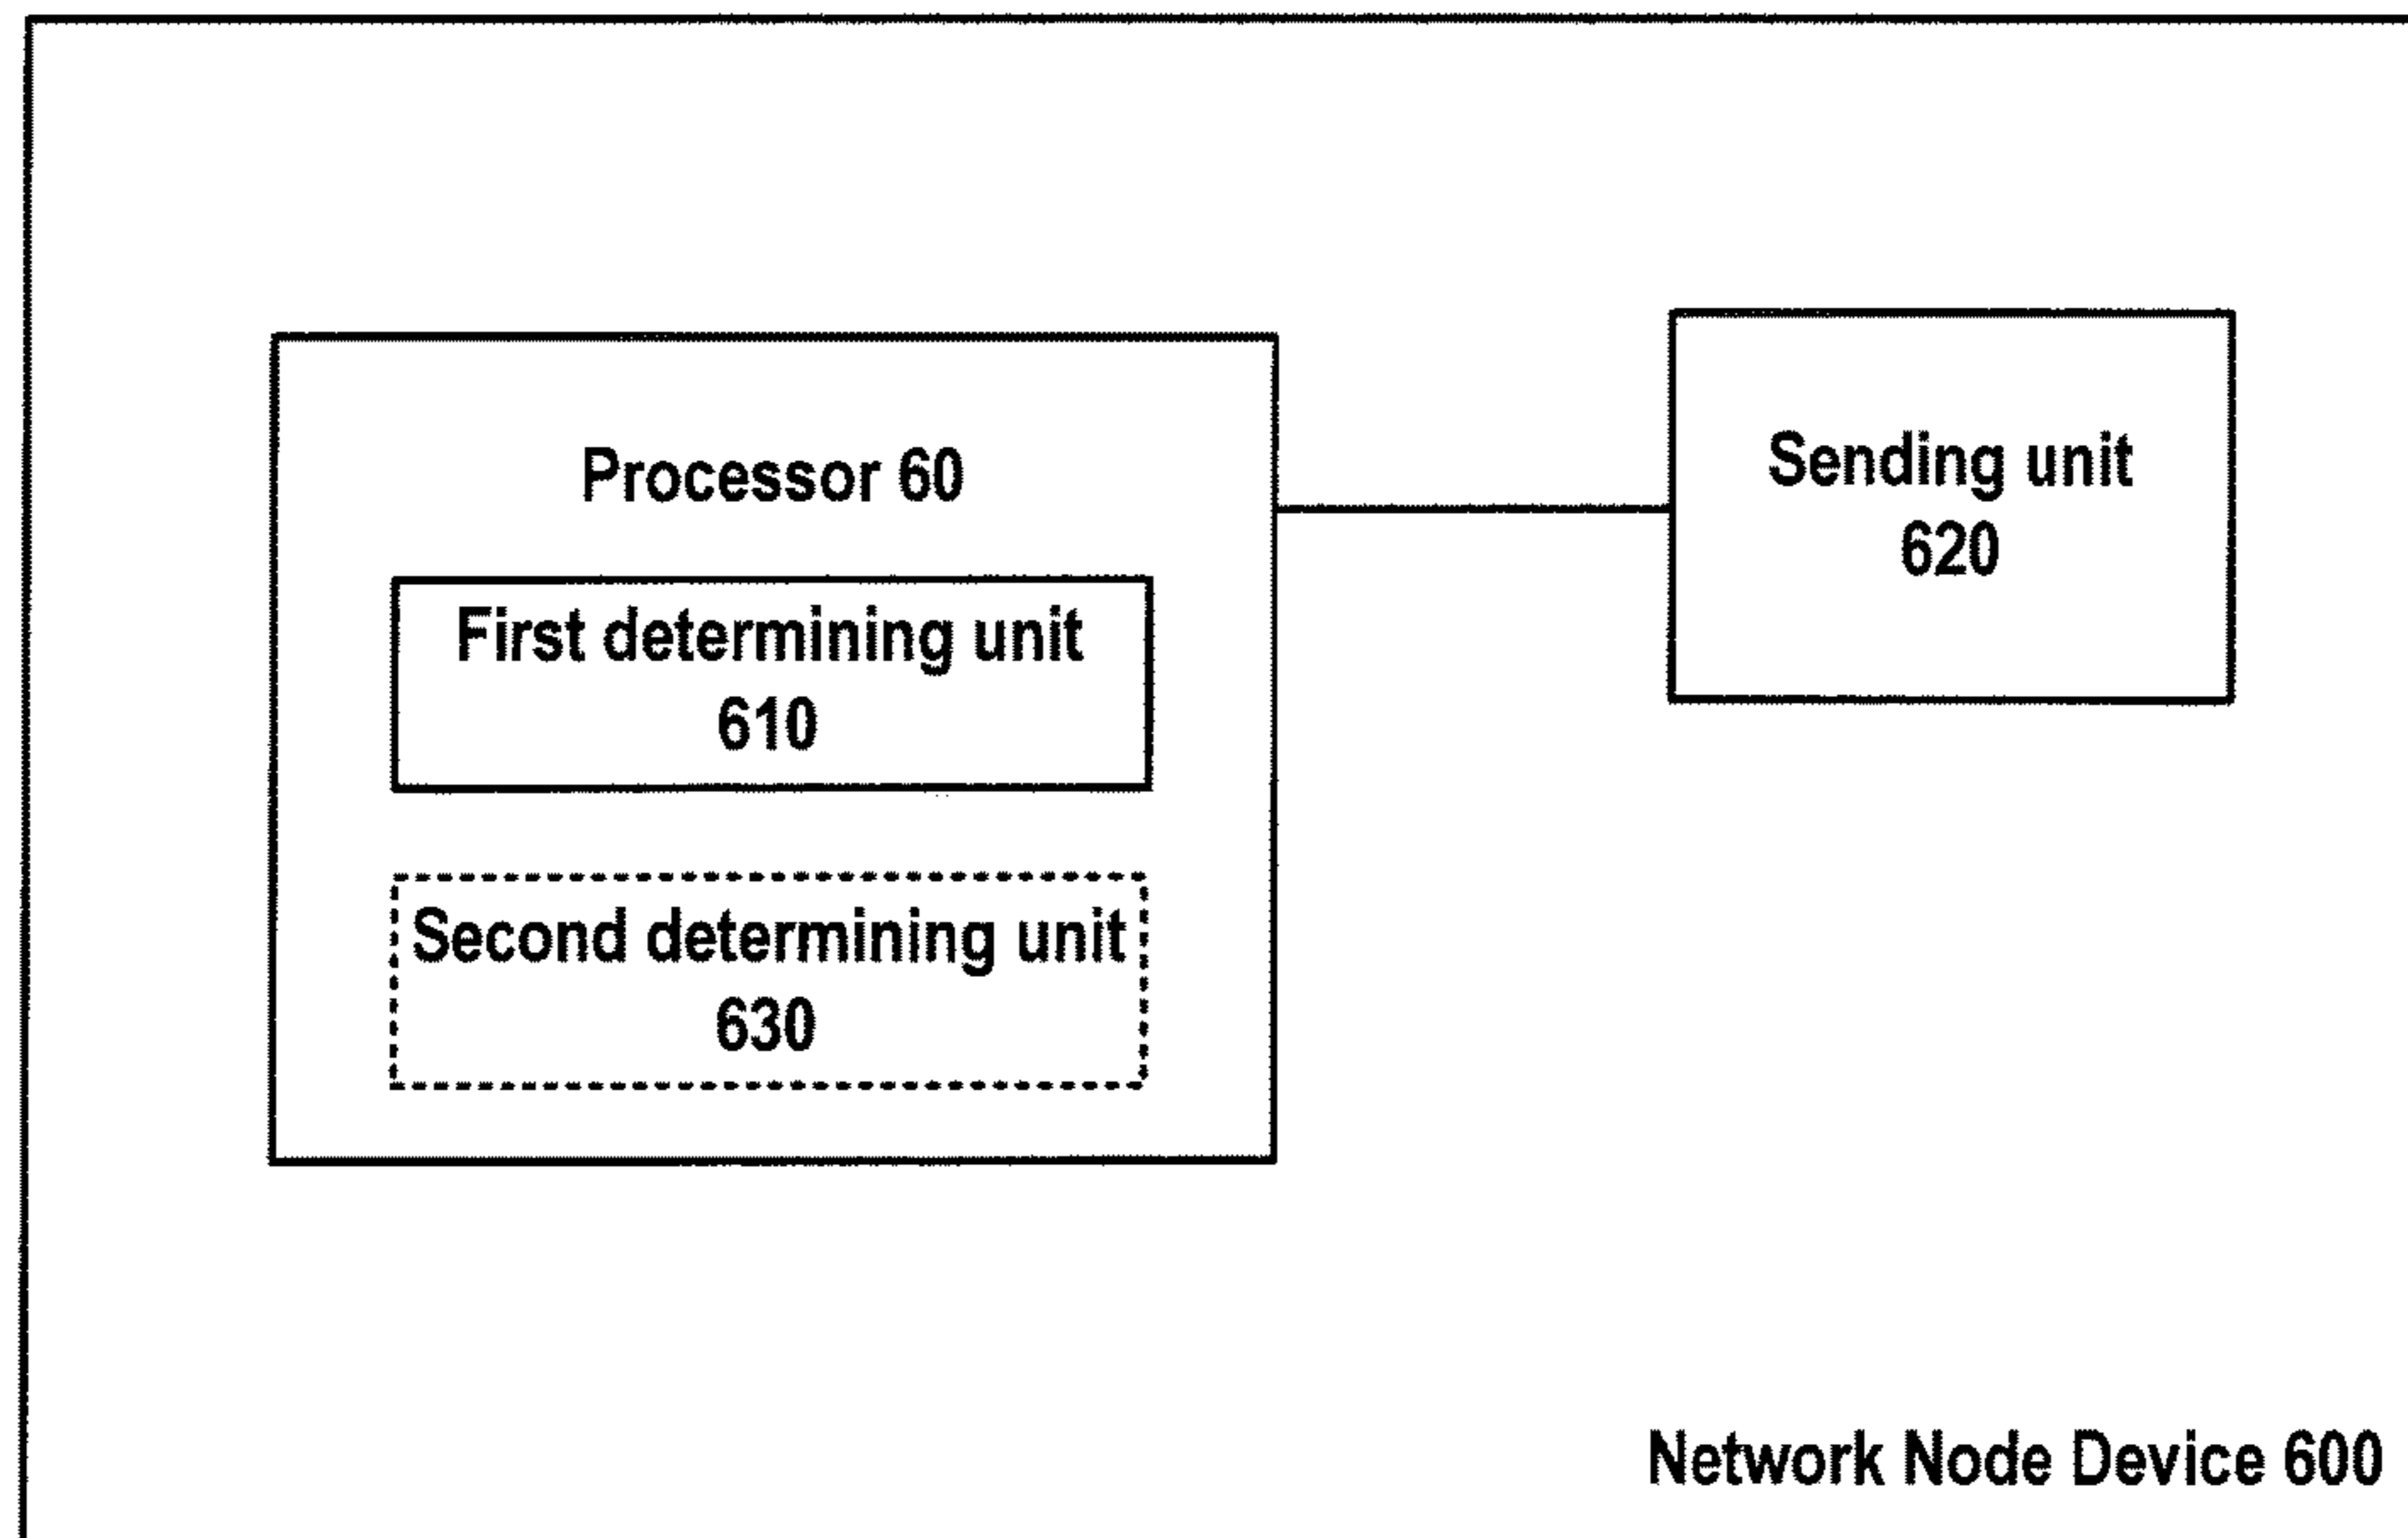 Processor 60
Sending unit
620
First determining unit
610
Second determining unit
630
Network Node Device 600